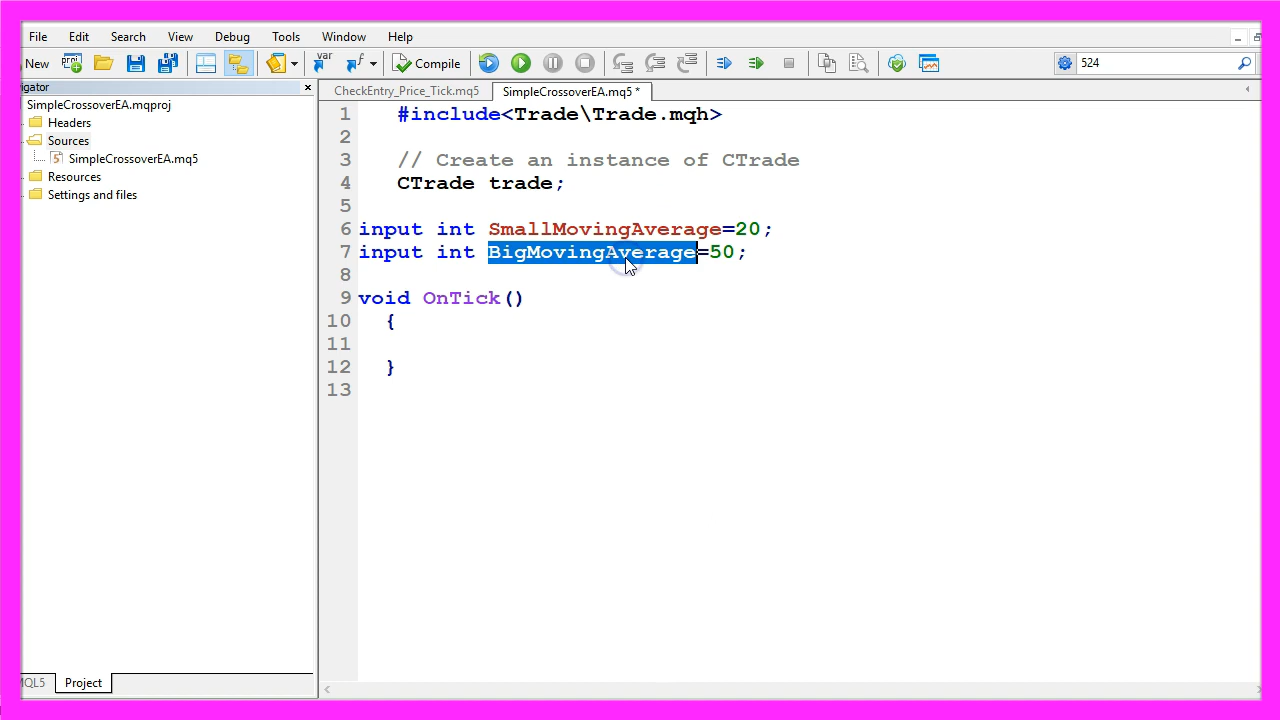 File Edit Search View Debug Tools Window Help
New Compile 524
SimpleCrossoverEA.mqproj
Headers
Sources
SimpleCrossoverEA.mq5
Resources
Settings and files
Project
CheckEntry_Price_Tick.mq5 SimpleCrossoverEA.mq5 *
1 #include<Trade\Trade.mqh>
2
3 // Create an instance of CTrade
4 CTrade trade;
5
6 input int SmallMovingAverage=20;
7 input int BigMovingAverage=50;
8
9 void OnTick()
10 {
11
12 }
13